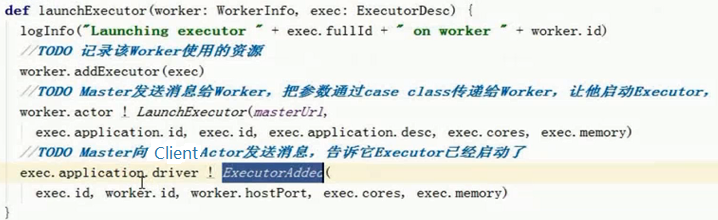 def launchExecutor(worker: WorkerInfo, exec: ExecutorDesc) {
logInfo("Launching executor " + exec.fullId + " on worker " + worker.id)
//TODO 记录该Worker使用的资源
worker.addExecutor(exec)
//TODO Master发送消息给Worker, 把参数通过case class传递给Worker, 让他启动Executor,
worker.actor ! LaunchExecutor(masterUrl,
exec.application.id, exec.id, exec.application.desc, exec.cores, exec.memory)
//TODO Master向 ClientActor发送消息, 告诉它Executor已经启动了
exec.application.driver ! ExecutorAdded(
exec.id, worker.id, worker.hostPort, exec.cores, exec.memory)
}